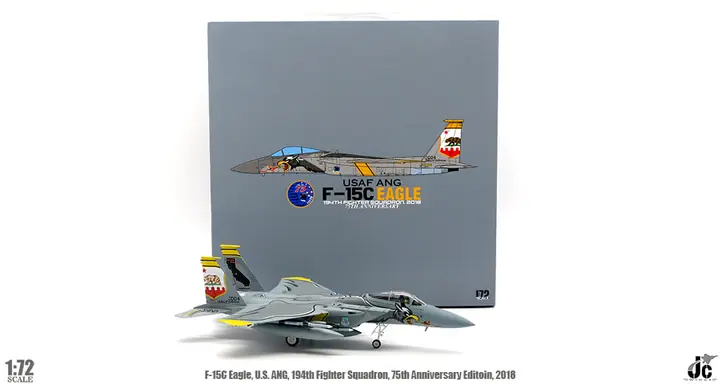 USAF ANG
F-15C EAGLE
194TH FIGHTER SQUADRON, 2018
75TH ANNIVERSARY
1:72
SCALE
F-15C Eagle, U.S. ANG, 194th Fighter Squadron, 75th Anniversary Editoin, 2018
1:72
SCALE
JC
WINGS